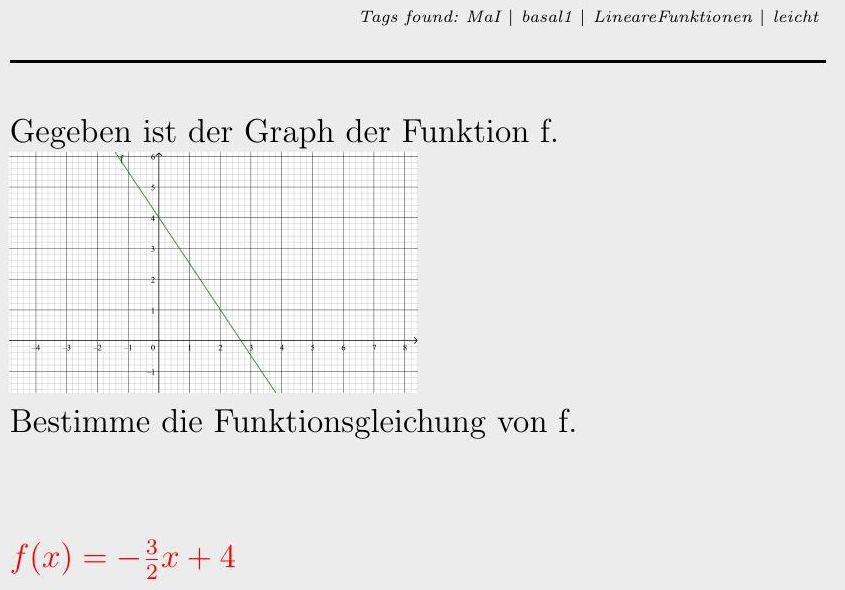 Tags found: MaI | basal1 | LineareFunktionen | leicht
Gegeben ist der Graph der Funktion f.
f
6
5
4
3
2
1
-4 -3 -2 -1 0 1 2 3 4 5 6 7 8
-1
Bestimme die Funktionsgleichung von f.
f(x) = -\frac{3}{2}x + 4